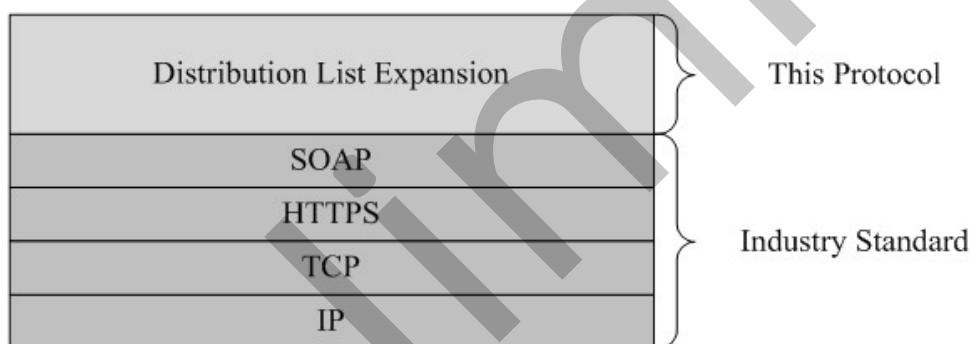 Distribution List Expansion
This Protocol
SOAP
HTTPS
TCP
IP
Industry Standard